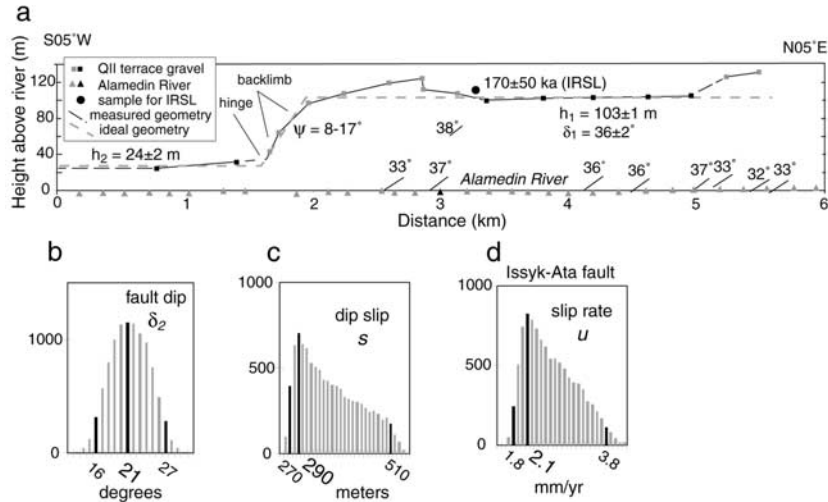 a
S05°W
N05°E
Height above river (m)
120
80
40
0
QII terrace gravel
Alamedin River
sample for IRSL
measured geometry
ideal geometry
backlimb
hinge
170±50 ka (IRSL)
h1 = 103±1 m
δ1 = 36±2°
ψ = 8-17°
38°
h2 = 24±2 m
33°
37°
Alamedin River
36°
36°
37°
33°
32°
33°
0
1
2
3
4
5
6
Distance (km)
b
fault dip
δ2
1000
0
16
21
27
degrees
c
dip slip
s
1000
500
0
270
290
510
meters
d
Issyk-Ata fault
slip rate
u
1000
500
0
1.8
2.1
3.8
mm/yr